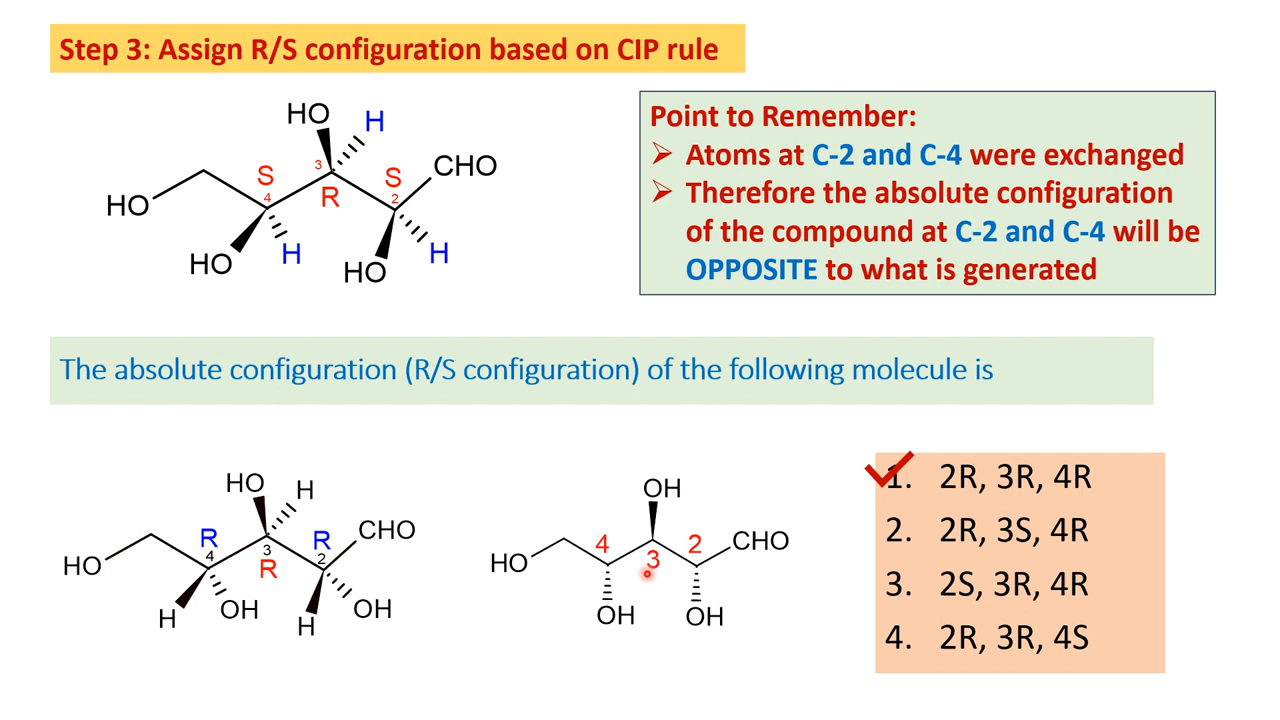 Step 3: Assign R/S configuration based on CIP rule
HO
H
3
S
S
CHO
4
R
2
HO
HO
H
HO
H
Point to Remember:
Atoms at C-2 and C-4 were exchanged
Therefore the absolute configuration
of the compound at C-2 and C-4 will be
OPPOSITE to what is generated
The absolute configuration (R/S configuration) of the following molecule is
HO
H
R
R
CHO
4
3
2
HO
R
H
OH
H
OH
OH
4
3
2
CHO
HO
OH
OH
1. 2R, 3R, 4R
2. 2R, 3S, 4R
3. 2S, 3R, 4R
4. 2R, 3R, 4S